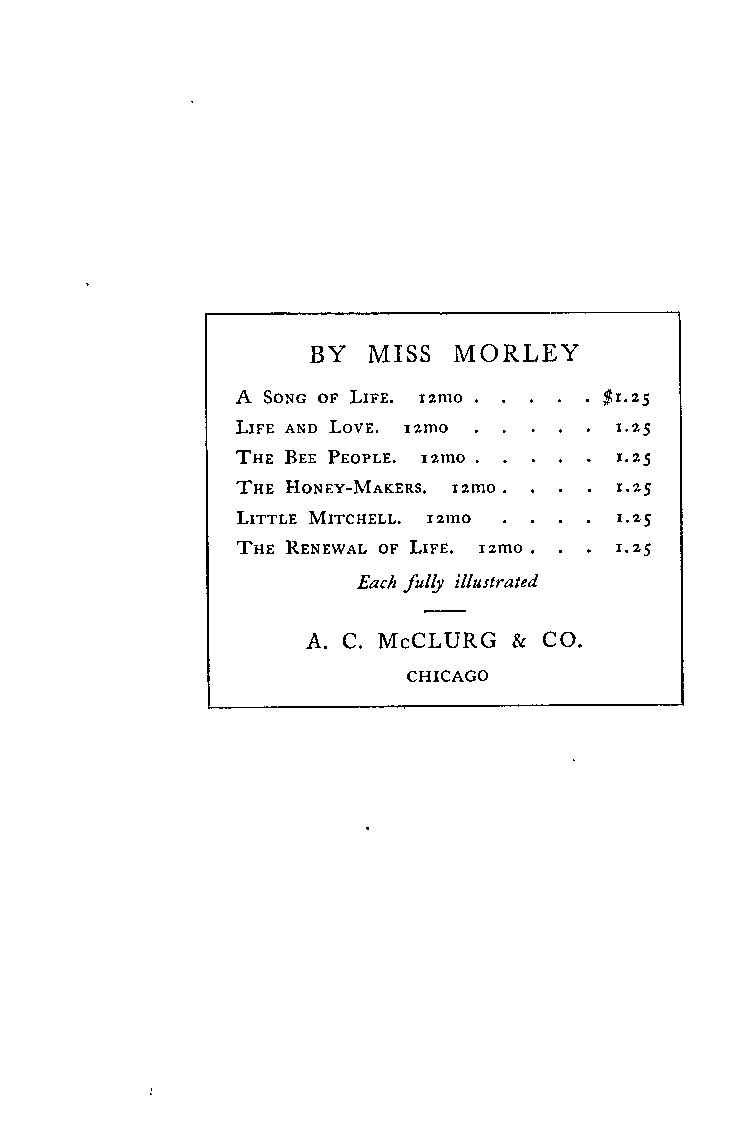 BY MISS MORLEY
A SONG OF LIFE. 12mo . . . . . $1.25
LIFE AND LOVE. 12mo . . . . . 1.25
THE BEE PEOPLE. 12mo . . . . . 1.25
THE HONEY-MAKERS. 12mo . . . . 1.25
LITTLE MITCHELL. 12mo . . . . 1.25
THE RENEWAL OF LIFE. 12mo . . . 1.25
Each fully illustrated
A. C. McCLURG & CO.
CHICAGO